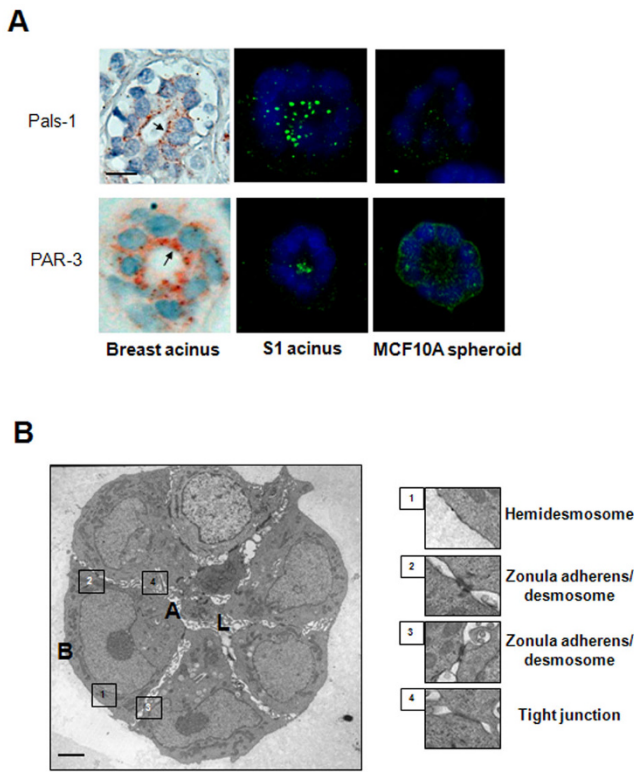 A
Pals-1
PAR-3
Breast acinus
S1 acinus
MCF10A spheroid
B
2
4
A
L
B
1
3
1
Hemidesmosome
2
Zonula adherens/
desmosome
3
Zonula adherens/
desmosome
4
Tight junction